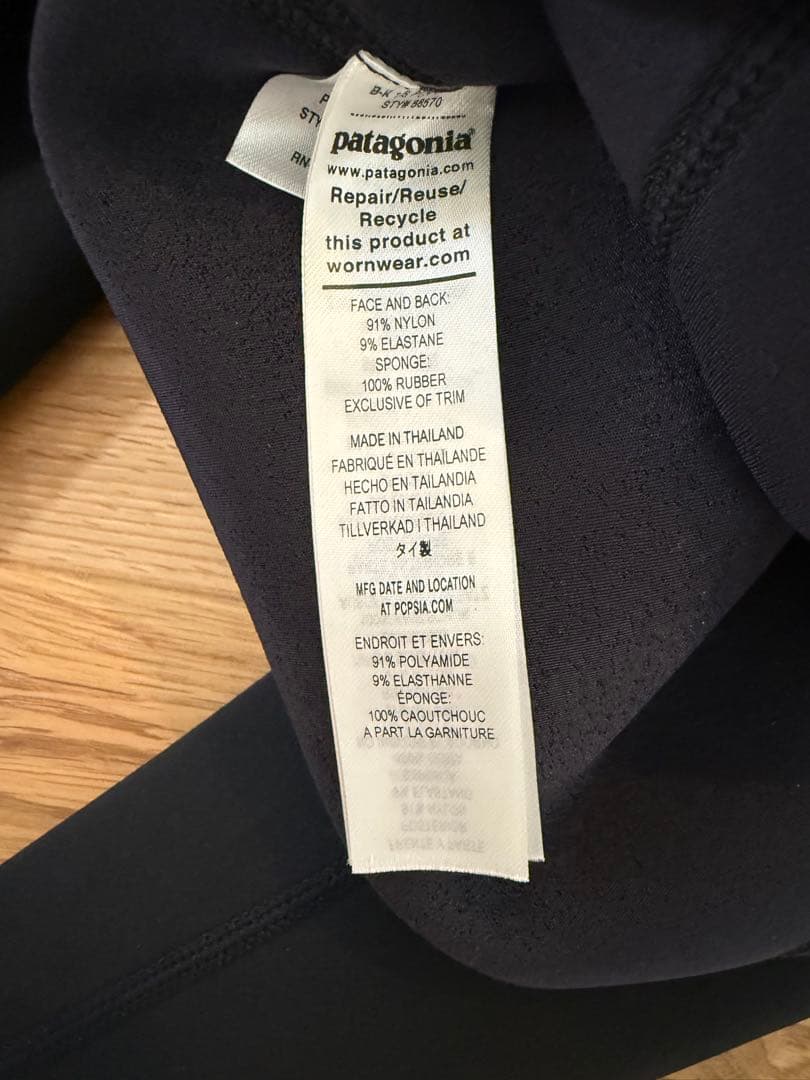 STY# 88570
P
STY
RN
patagonia®
www.patagonia.com
Repair/Reuse/
Recycle
this product at
wornwear.com
FACE AND BACK:
91% NYLON
9% ELASTANE
SPONGE:
100% RUBBER
EXCLUSIVE OF TRIM
MADE IN THAILAND
FABRIQUÉ EN THAÏLANDE
HECHO EN TAILANDIA
FATTO IN TAILANDIA
TILLVERKAD I THAILAND
タイ製
MFG DATE AND LOCATION
AT PCPSIA.COM
ENDROIT ET ENVERS:
91% POLYAMIDE
9% ELASTHANNE
ÉPONGE:
100% CAOUTCHOUC
A PART LA GARNITURE